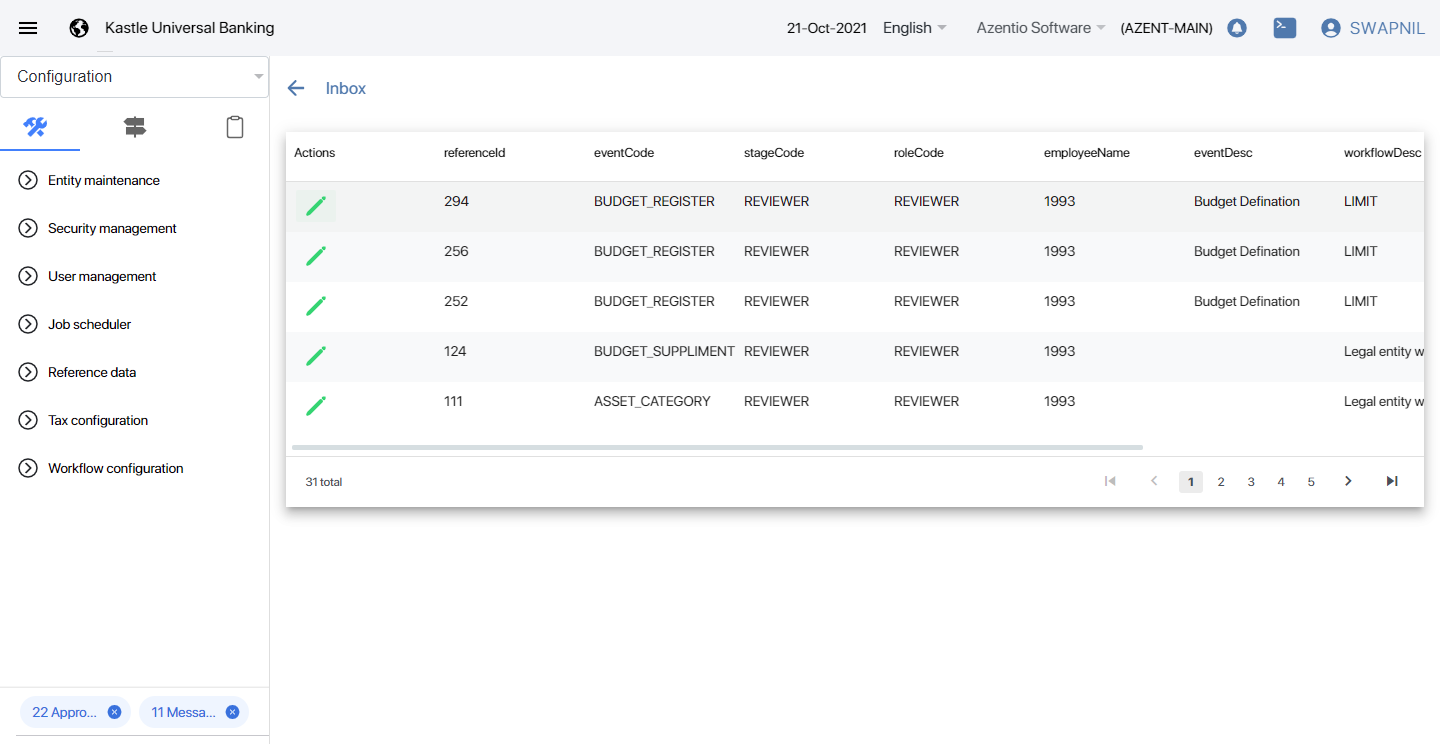 Kastle Universal Banking 21-Oct-2021 English Azentio Software (AZENT-MAIN) SWAPNIL
Configuration
Entity maintenance
Security management
User management
Job scheduler
Reference data
Tax configuration
Workflow configuration
22 Appro... 11 Messa...
Inbox
Actions referenceId eventCode stageCode roleCode employeeName eventDesc workflowDesc
294 BUDGET_REGISTER REVIEWER REVIEWER 1993 Budget Defination LIMIT
256 BUDGET_REGISTER REVIEWER REVIEWER 1993 Budget Defination LIMIT
252 BUDGET_REGISTER REVIEWER REVIEWER 1993 Budget Defination LIMIT
124 BUDGET_SUPPLIMENT REVIEWER REVIEWER 1993 Legal entity w
111 ASSET_CATEGORY REVIEWER REVIEWER 1993 Legal entity w
31 total 1 2 3 4 5